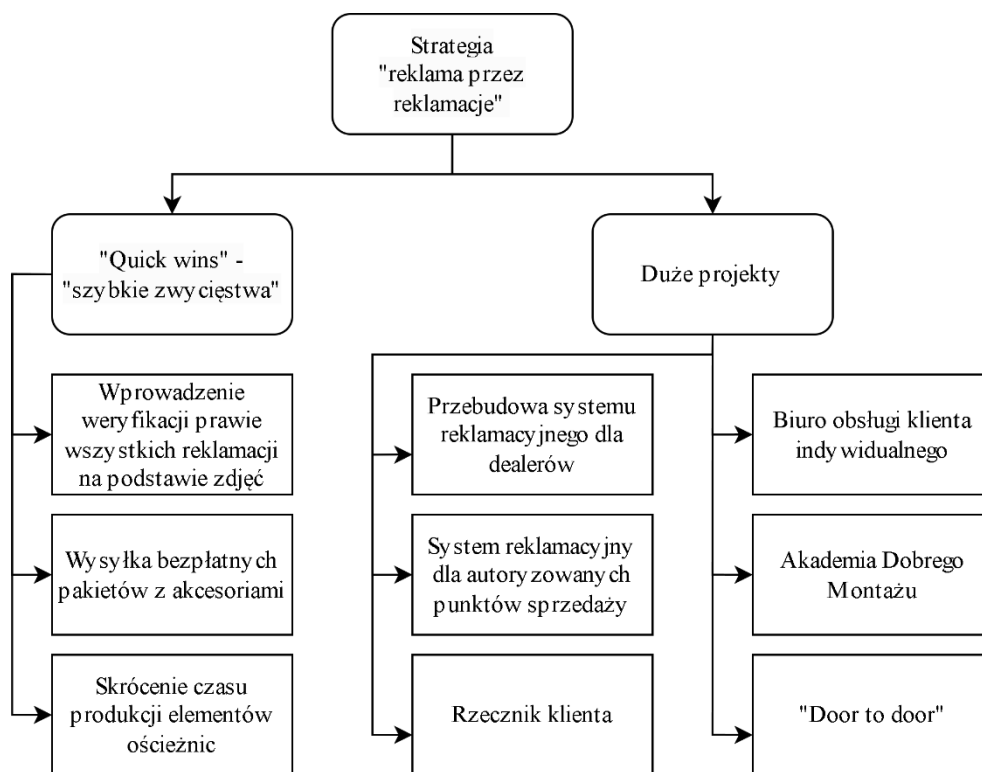 Strategia
"reklama przez
reklamacje"
"Quick wins" -
"szybkie zwycięstwa"
Duże projekty
Wprowadzenie
weryfikacji prawie
wszystkich reklamacji
na podstawie zdjęć
Wysyłka bezpłatnych
pakietów z akcesoriami
Skrócenie czasu
produkcji elementów
ościeżnic
Przebudowa systemu
reklamacyjnego dla
dealerów
System reklamacyjny
dla autoryzowanych
punktów sprzedaży
Rzecznik klienta
Biuro obsługi klienta
indywidualnego
Akademia Dobrego
Montażu
"Door to door"